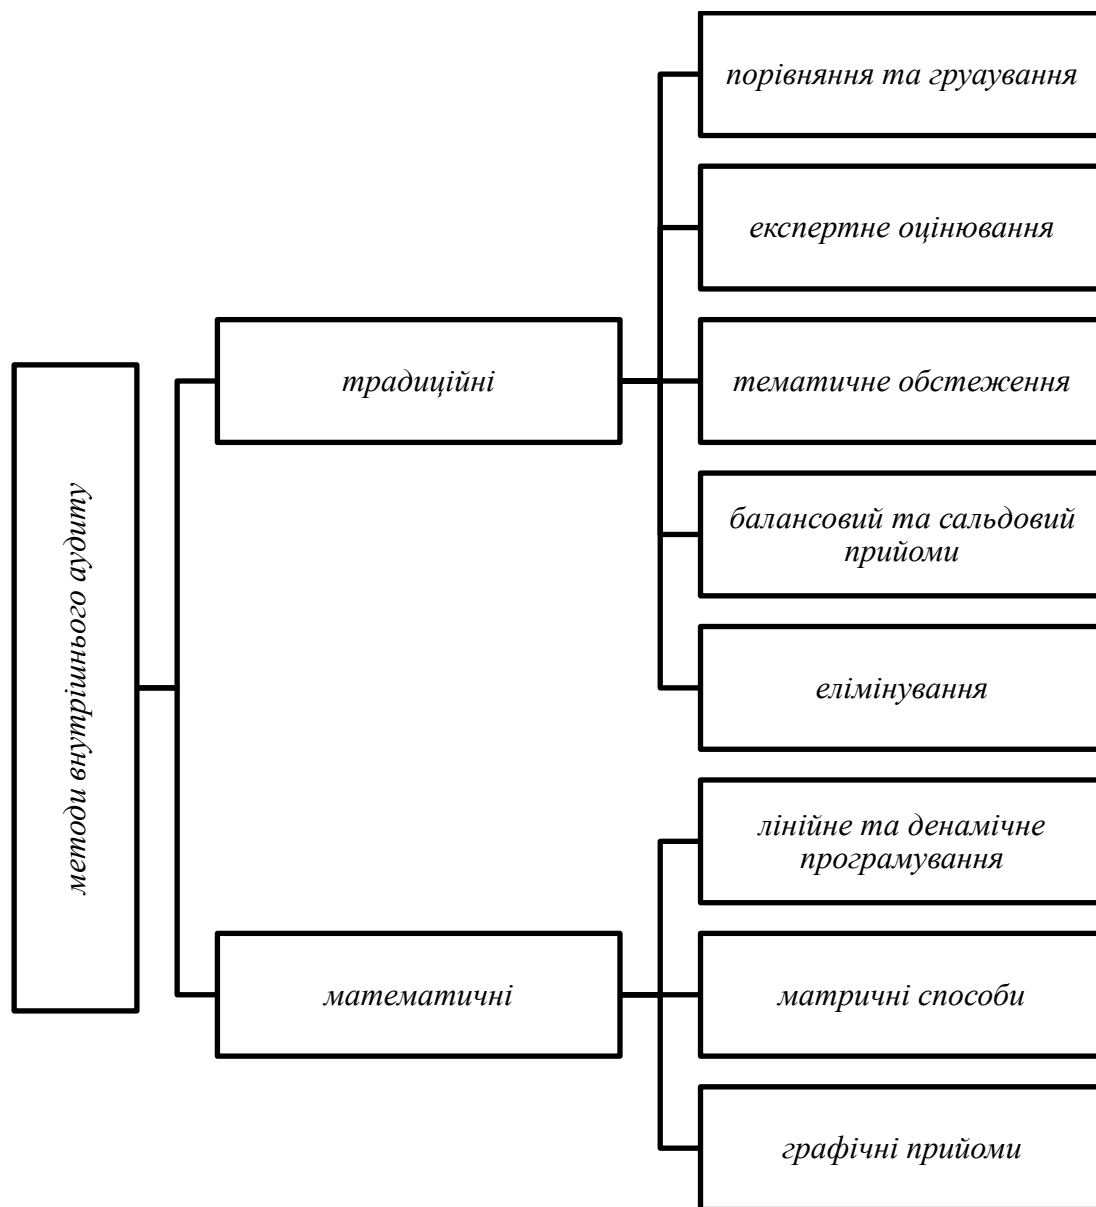 методи внутрішнього аудиту
традиційні
порівняння та груаування
експертне оцінювання
тематичне обстеження
балансовий та сальдовий
прийоми
елімінування
математичні
лінійне та денамічне
програмування
матричні способи
графічні прийоми